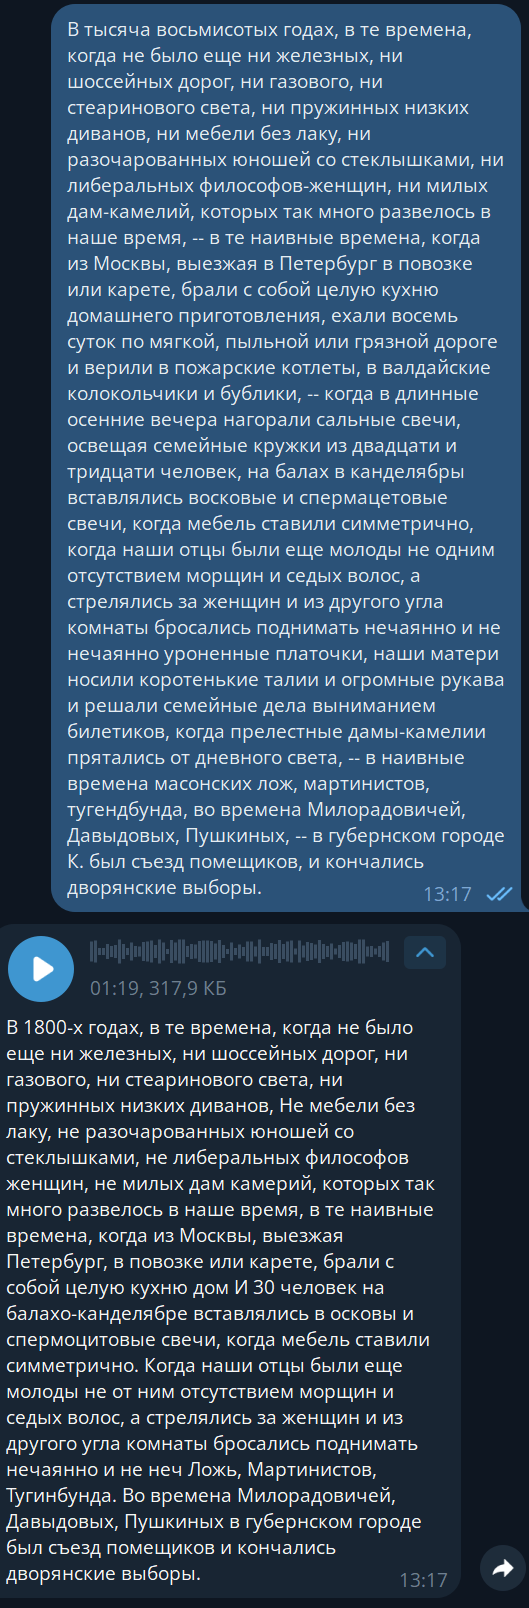 В тысяча восьмисотых годах, в те времена,
когда не было еще ни железных, ни
шоссейных дорог, ни газового, ни
стеаринового света, ни пружинных низких
диванов, ни мебели без лаку, ни
разочарованных юношей со стеклышками, ни
либеральных философов-женщин, ни милых
дам-камелий, которых так много развелось в
наше время, -- в те наивные времена, когда
из Москвы, выезжая в Петербург в повозке
или карете, брали с собой целую кухню
домашнего приготовления, ехали восемь
суток по мягкой, пыльной или грязной дороге
и верили в пожарские котлеты, в валдайские
колокольчики и бублики, -- когда в длинные
осенние вечера нагорали сальные свечи,
освещая семейные кружки из двадцати и
тридцати человек, на балах в канделябры
вставлялись восковые и спермацетовые
свечи, когда мебель ставили симметрично,
когда наши отцы были еще молоды не одним
отсутствием морщин и седых волос, а
стрелялись за женщин и из другого угла
комнаты бросались поднимать нечаянно и не
нечаянно уроненные платочки, наши матери
носили коротенькие талии и огромные рукава
и решали семейные дела выниманием
билетиков, когда прелестные дамы-камелии
прятались от дневного света, -- в наивные
времена масонских лож, мартинистов,
тугендбунда, во времена Милорадовичей,
Давыдовых, Пушкиных, -- в губернском городе
К. был съезд помещиков, и кончались
дворянские выборы.
13:17
01:19, 317,9 КБ
В 1800-х годах, в те времена, когда не было
еще ни железных, ни шоссейных дорог, ни
газового, ни стеаринового света, ни
пружинных низких диванов, Не мебели без
лаку, не разочарованных юношей со
стеклышками, не либеральных философов
женщин, не милых дам камерий, которых так
много развелось в наше время, в те наивные
времена, когда из Москвы, выезжая
Петербург, в повозке или карете, брали с
собой целую кухню дом И 30 человек на
балахо-канделябре вставлялись в осковы и
спермоцитовые свечи, когда мебель ставили
симметрично. Когда наши отцы были еще
молоды не от ним отсутствием морщин и
седых волос, а стрелялись за женщин и из
другого угла комнаты бросались поднимать
нечаянно и не неч Ложь, Мартинистов,
Тугинбунда. Во времена Милорадовичей,
Давыдовых, Пушкиных в губернском городе
был съезд помещиков и кончались
дворянские выборы.
13:17